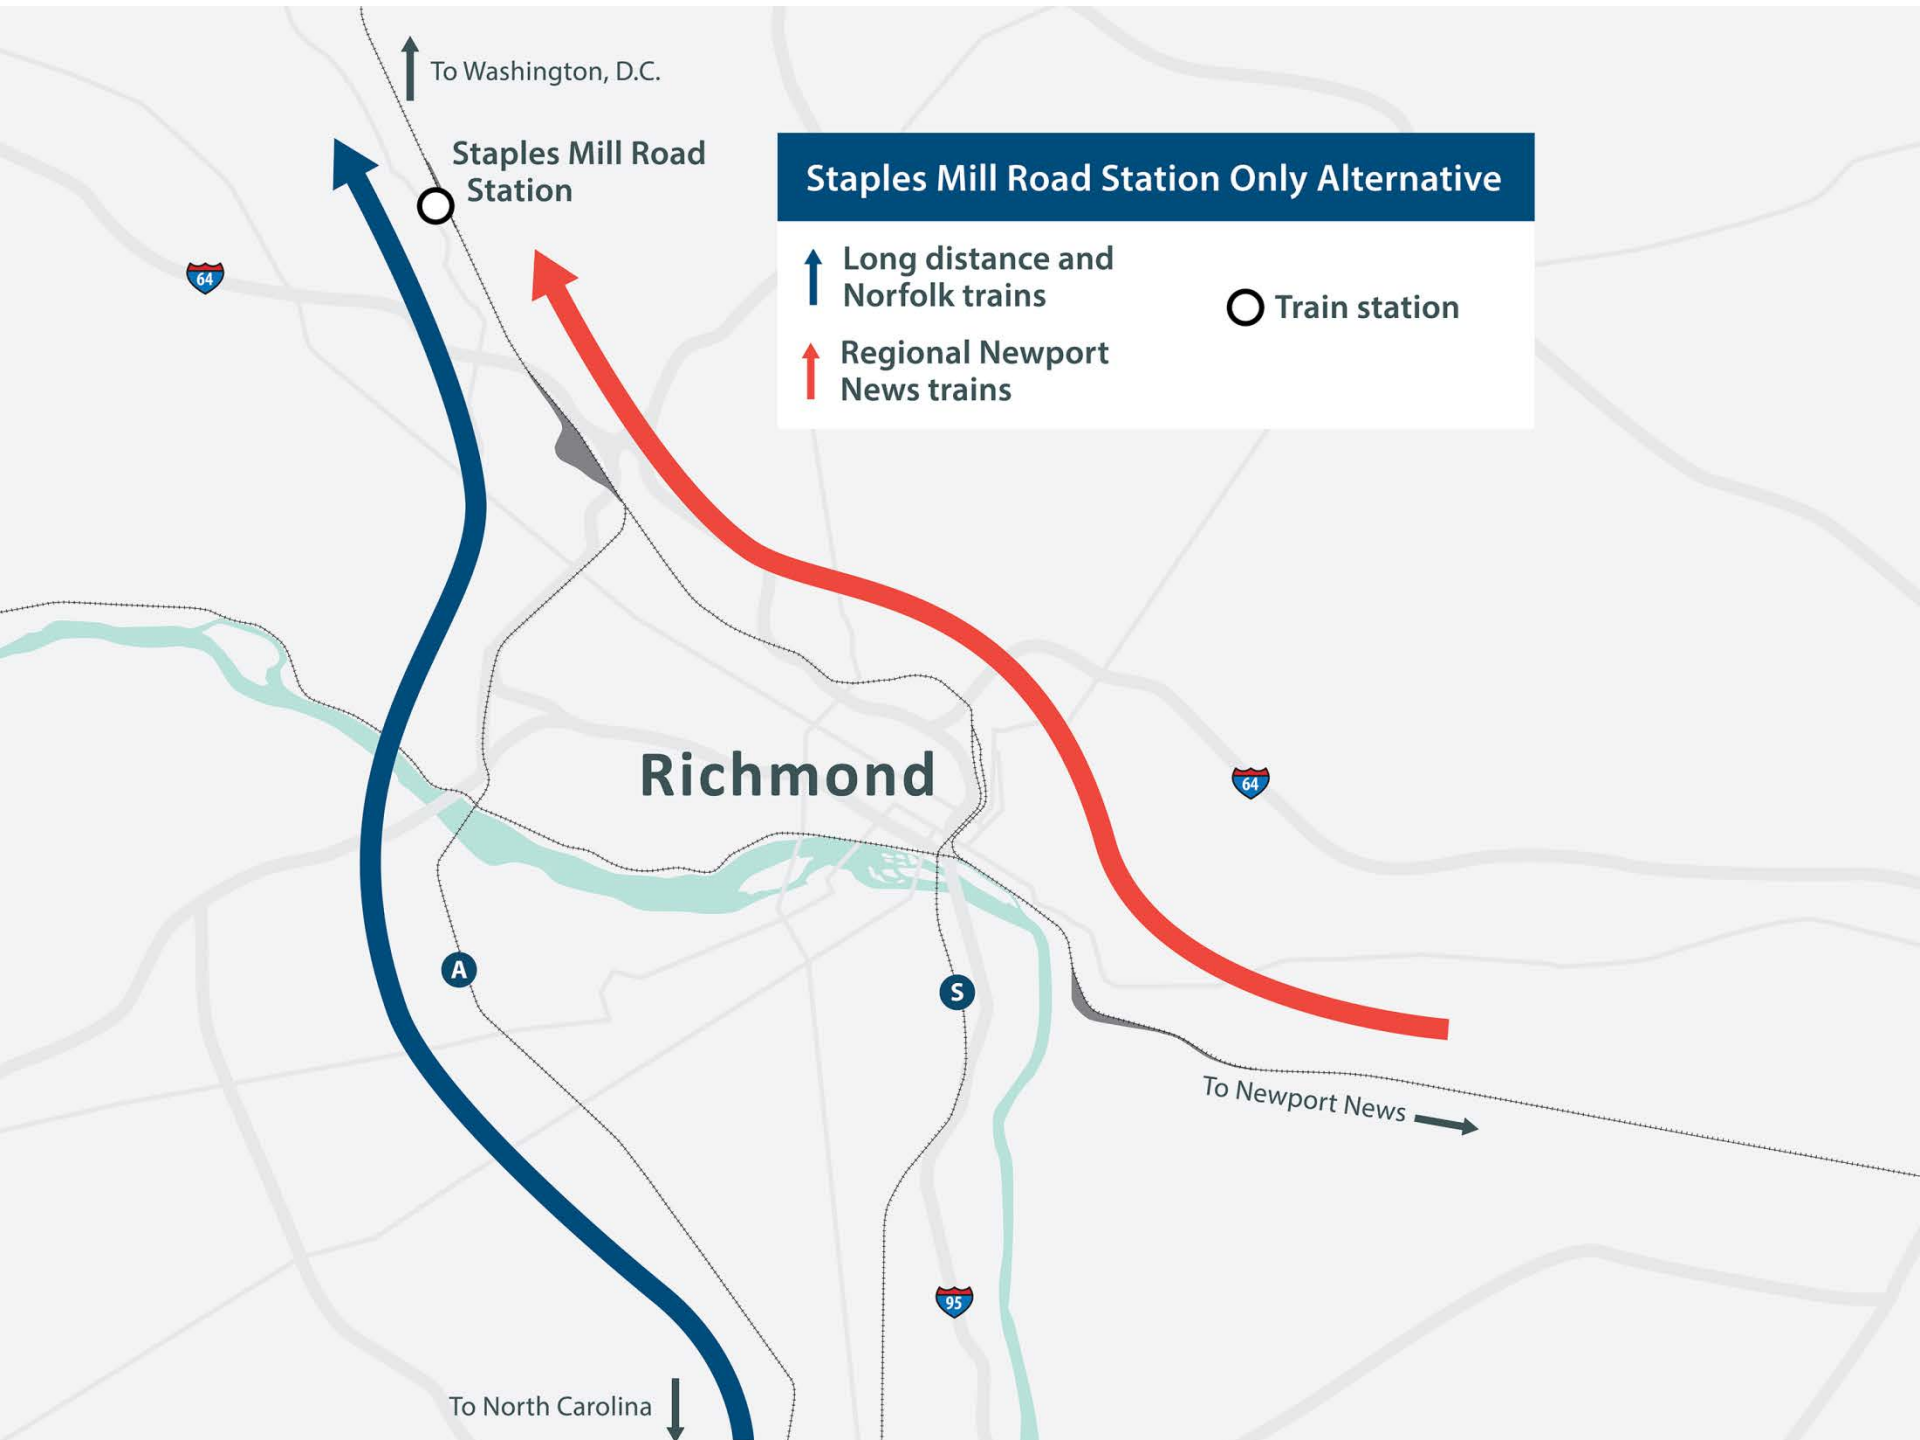 To Washington, D.C.
Staples Mill Road
Station
Staples Mill Road Station Only Alternative
Long distance and
Norfolk trains
Train station
Regional Newport
News trains
64
Richmond
64
A
S
To Newport News
95
To North Carolina